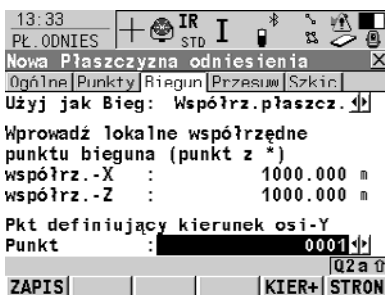 13:33
PŁ.ODNIES
IR
STD
I
Nowa Płaszczyzna odniesienia
Ogólne Punkty Biegun Przesuw Szkic
Użyj jak Bieg: Współrz.płaszcz.
Wprowadź lokalne współrzędne
punktu bieguna (punkt z *)
współrz.-X : 1000.000 m
współrz.-Z : 1000.000 m
Pkt definiujący kierunek osi-Y
Punkt : 0001
Q2a⇧
ZAPIS KIER+ STRON